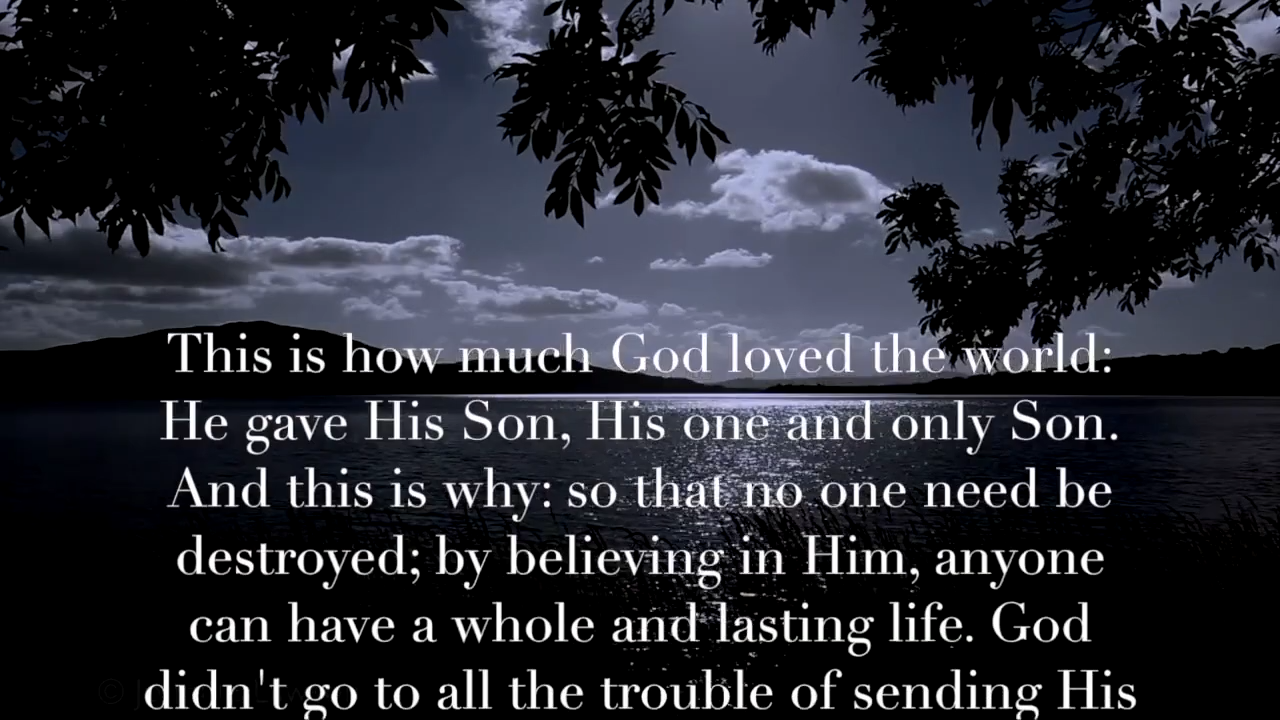 This is how much God loved the world:
He gave His Son, His one and only Son.
And this is why: so that no one need be
destroyed; by believing in Him, anyone
can have a whole and lasting life. God
didn't go to all the trouble of sending His